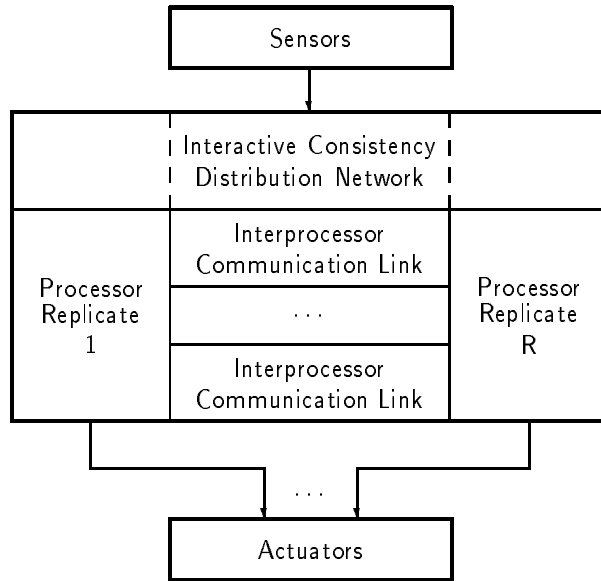 Sensors
Interactive Consistency
Distribution Network
Interprocessor
Communication Link
Processor
Replicate
1
. . .
Processor
Replicate
R
Interprocessor
Communication Link
. . .
Actuators